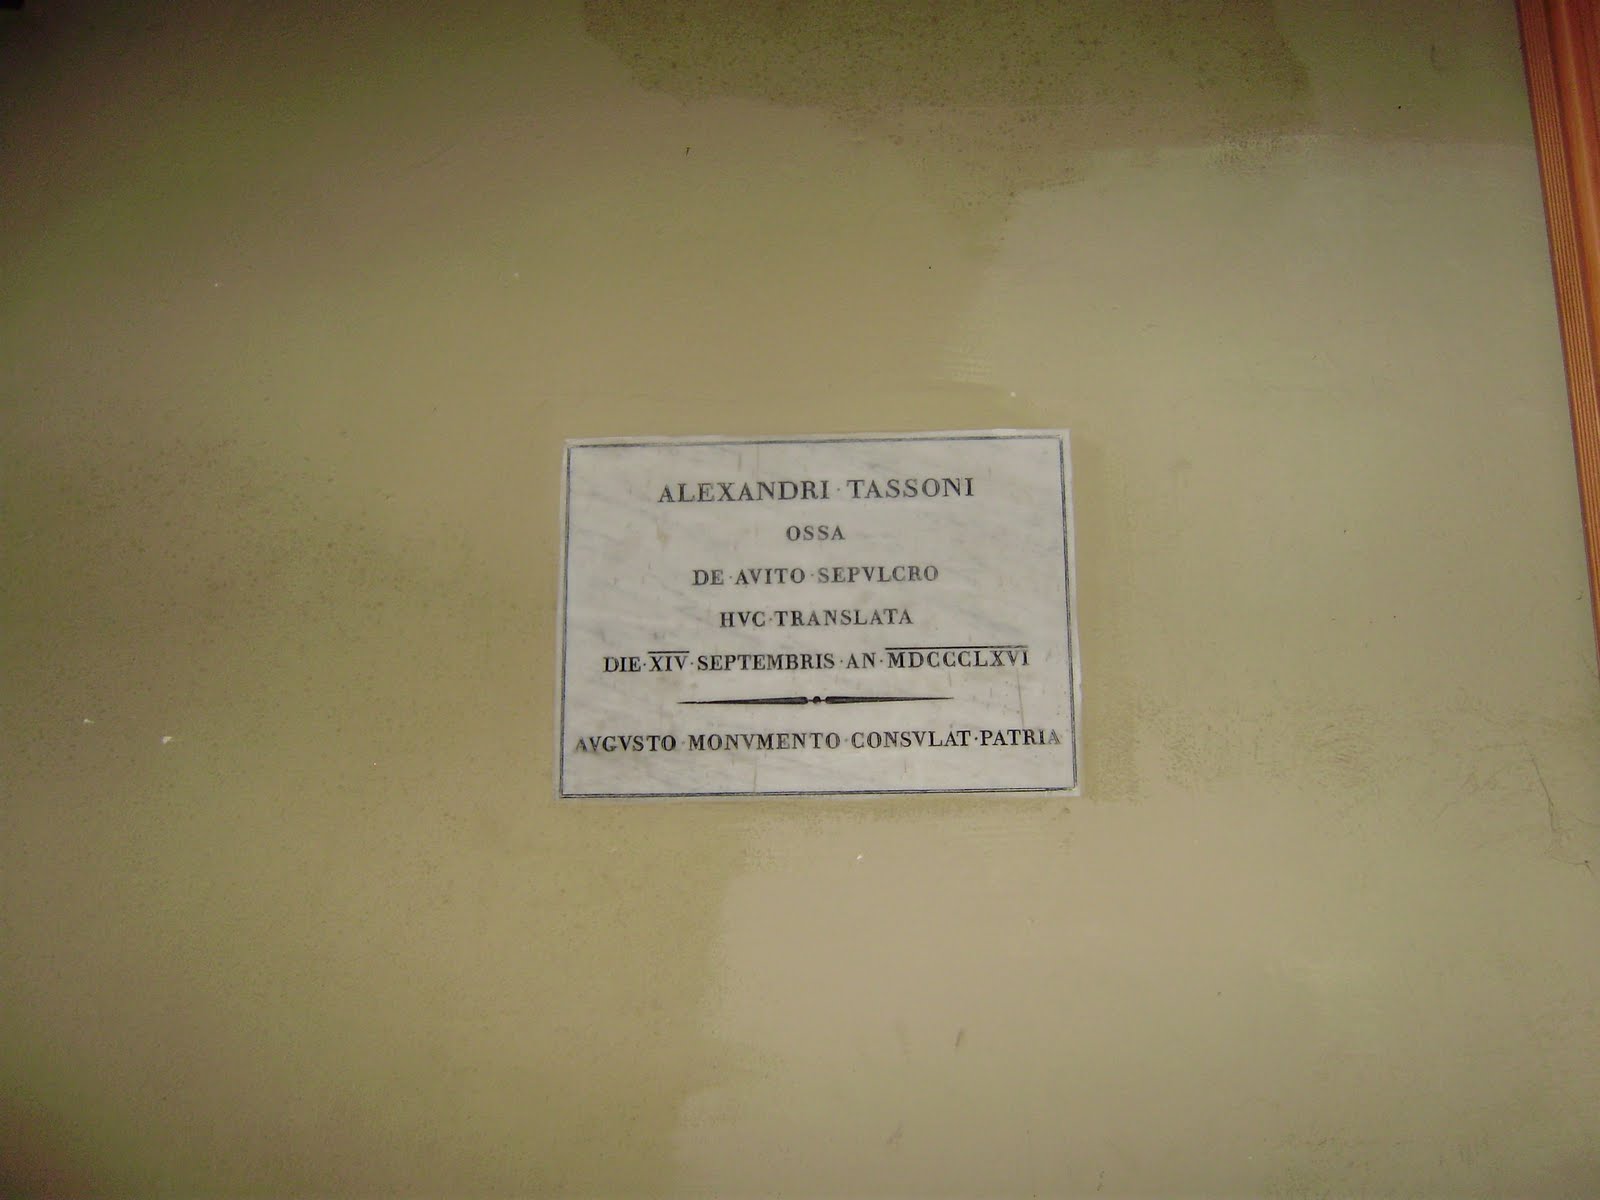 ALEXANDRI · TASSONI
OSSA
DE · AVITO · SEPVLCRO
HVC · TRANSLATA
DIE · XIV · SEPTEMBRIS · AN · MDCCCLXVI
AVGVSTO · MONVMENTO · CONSVLAT · PATRIA